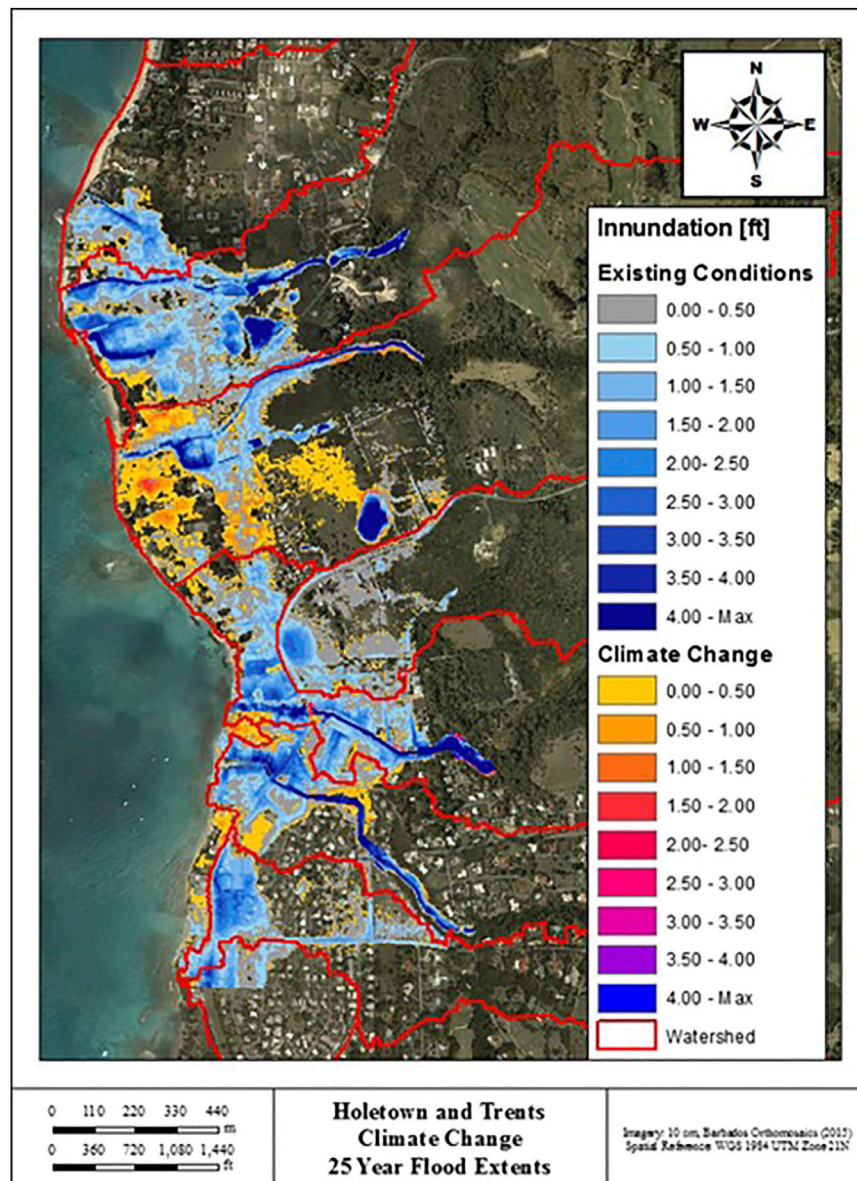 N
W E
S
Innundation [ft]
Existing Conditions
0.00 - 0.50
0.50 - 1.00
1.00 - 1.50
1.50 - 2.00
2.00- 2.50
2.50 - 3.00
3.00 - 3.50
3.50 - 4.00
4.00 - Max
Climate Change
0.00 - 0.50
0.50 - 1.00
1.00 - 1.50
1.50 - 2.00
2.00- 2.50
2.50 - 3.00
3.00 - 3.50
3.50 - 4.00
4.00 - Max
Watershed
0 110 220 330 440
m
0 360 720 1,080 1,440
ft
Holetown and Trents
Climate Change
25 Year Flood Extents
Imagery: 10 cm, Barbados Orthomosaics (2015)
Spatial Reference: WGS 1984 UTM Zone 21N